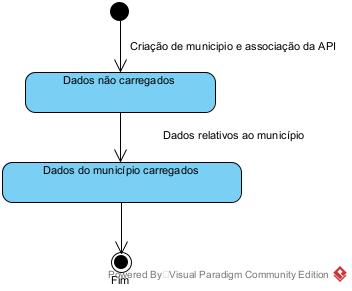 Criação de municipio e associação da API
Dados não carregados
Dados relativos ao município
Dados do município carregados
Powered By Visual Paradigm Community Edition
Fim